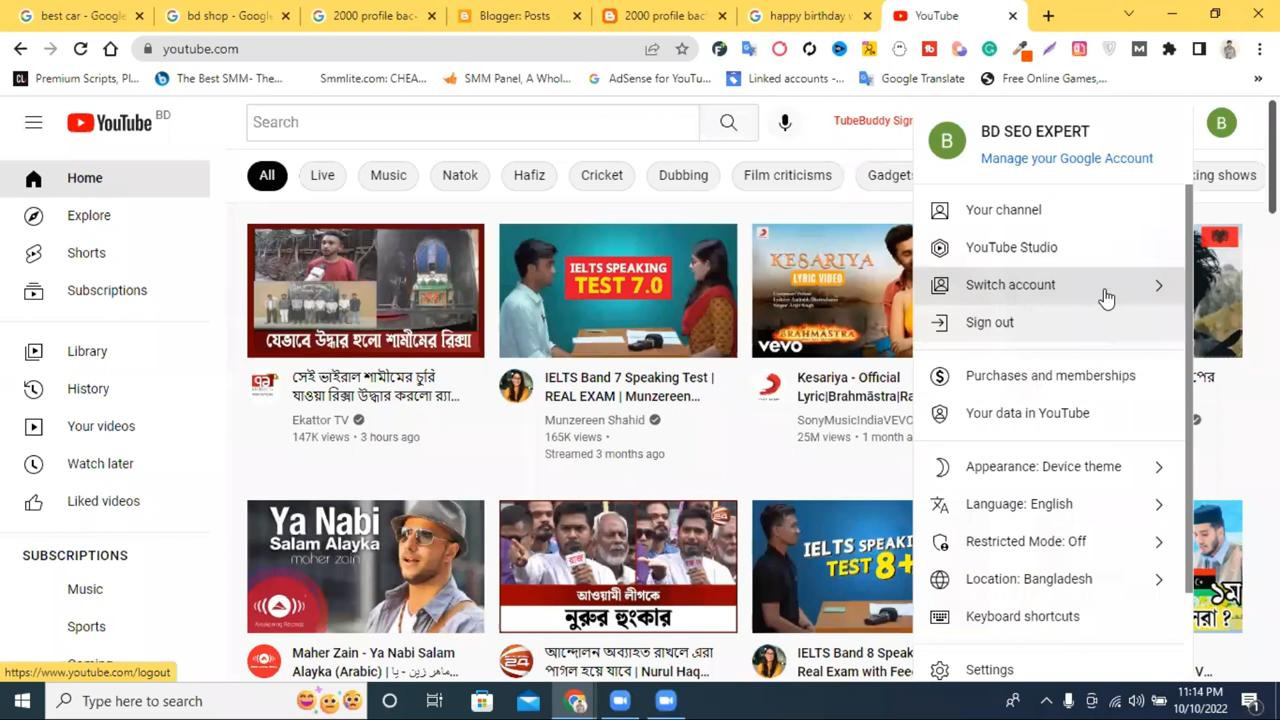 best car - Google
bd shop - Google
2000 profile bac
Blogger: Posts
2000 profile bac
happy birthday w
YouTube
youtube.com
Premium Scripts, Pl...
The Best SMM- The...
Smmlite.com: CHEA...
SMM Panel, A Whol...
AdSense for YouTu...
Linked accounts -...
Google Translate
Free Online Games,...
YouTube BD
Search
TubeBuddy Sign
B
B
BD SEO EXPERT
Manage your Google Account
Home
Explore
Shorts
Subscriptions
Library
History
Your videos
Watch later
Liked videos
SUBSCRIPTIONS
Music
Sports
All
Live
Music
Natok
Hafiz
Cricket
Dubbing
Film criticisms
Gadgets
king shows
যেভাবে উদ্ধার হলো শামীমের রিক্সা
সেই ভাইরাল শামীমের চুরি
যাওয়া রিক্সা উদ্ধার করলো র‍্যা...
Ekattor TV
147K views • 3 hours ago
IELTS SPEAKING
TEST 7.0
IELTS Band 7 Speaking Test |
REAL EXAM | Munzereen...
Munzereen Shahid
165K views •
Streamed 3 months ago
KESARIYA
LYRIC VIDEO
BRAHMASTRA
vevo
Kesariya - Official
Lyric|Brahmāstra|Ra
SonyMusicIndiaVEVO
25M views • 1 month a
Ya Nabi
Salam Alayka
maher zain
Maher Zain - Ya Nabi Salam
Alayka (Arabic) | ماهر زين - يا
24
আওয়ামী লীগকে
নুরুর হুংকার
24
আন্দোলন অব্যাহত রাখলে এরা
পাগল হয়ে যাবে | Nurul Haq...
IELTS SPEAKI
TEST 8+
IELTS Band 8 Speak
Real Exam with Fee
Your channel
YouTube Studio
Switch account
Sign out
Purchases and memberships
Your data in YouTube
Appearance: Device theme
Language: English
Restricted Mode: Off
Location: Bangladesh
Keyboard shortcuts
Settings
https://www.youtube.com/logout
Type here to search
11:14 PM
10/10/2022